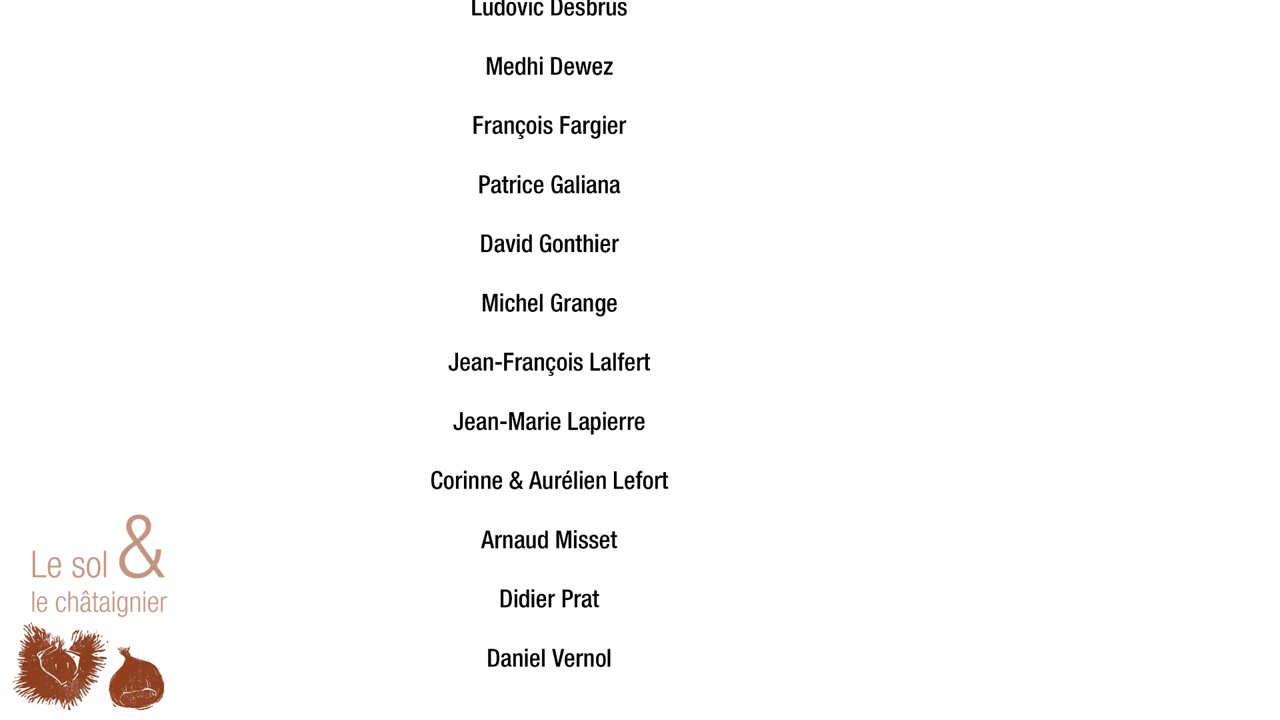 Ludovic Desbrus
Medhi Dewez
François Fargier
Patrice Galiana
David Gonthier
Michel Grange
Jean-François Lalfert
Jean-Marie Lapierre
Corinne & Aurélien Lefort
Arnaud Misset
Didier Prat
Daniel Vernol
Le sol &
le châtaignier